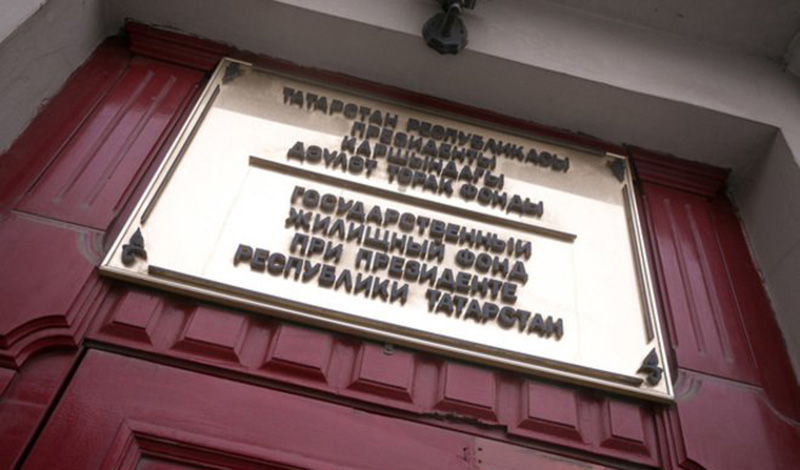 ТАТАРСТАН РЕСПУБЛИКАСЫ
ПРЕЗИДЕНТЫ
КАРШЫНДАГЫ
ДӘҮЛӘТ ТОРАК ФОНДЫ
ГОСУДАРСТВЕННЫЙ
ЖИЛИЩНЫЙ ФОНД
ПРИ ПРЕЗИДЕНТЕ
РЕСПУБЛИКИ ТАТАРСТАН